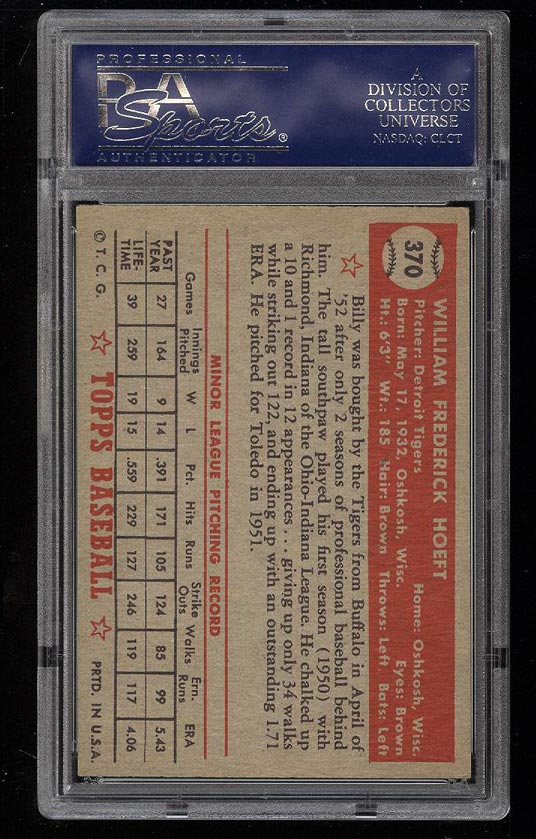 PROFESSIONAL
PSA
Sports
AUTHENTICATOR
A
DIVISION OF
COLLECTORS
UNIVERSE
NASDAQ: CLCT
370
WILLIAM FREDERICK HOEFT
Pitcher: Detroit Tigers Home: Oshkosh, Wisc.
Born: May 17, 1932, Oshkosh, Wisc. Eyes: Brown
Ht.: 6'3" Wt.: 185 Hair: Brown Throws: Left Bats: Left
Billy was bought by the Tigers from Buffalo in April of
'52 after only 2 seasons of professional baseball behind
him. The tall southpaw played his first season (1950) with
Richmond, Indiana of the Ohio-Indiana League. He chalked up
a 10 and 1 record in 12 appearances . . . giving up only 34 walks
while striking out 122, and ending up with an outstanding 1.71
ERA. He pitched for Toledo in 1951.
MINOR LEAGUE PITCHING RECORD
Games Innings Pitched W L Pct. Hits Runs Strike Outs Walks Ern. Runs ERA
PAST YEAR 27 164 9 14 .391 171 105 124 85 99 5.43
LIFE-TIME 39 259 19 15 .559 229 127 246 119 117 4.06
© T. C. G. TOPPS BASEBALL PRTD. IN U.S.A.